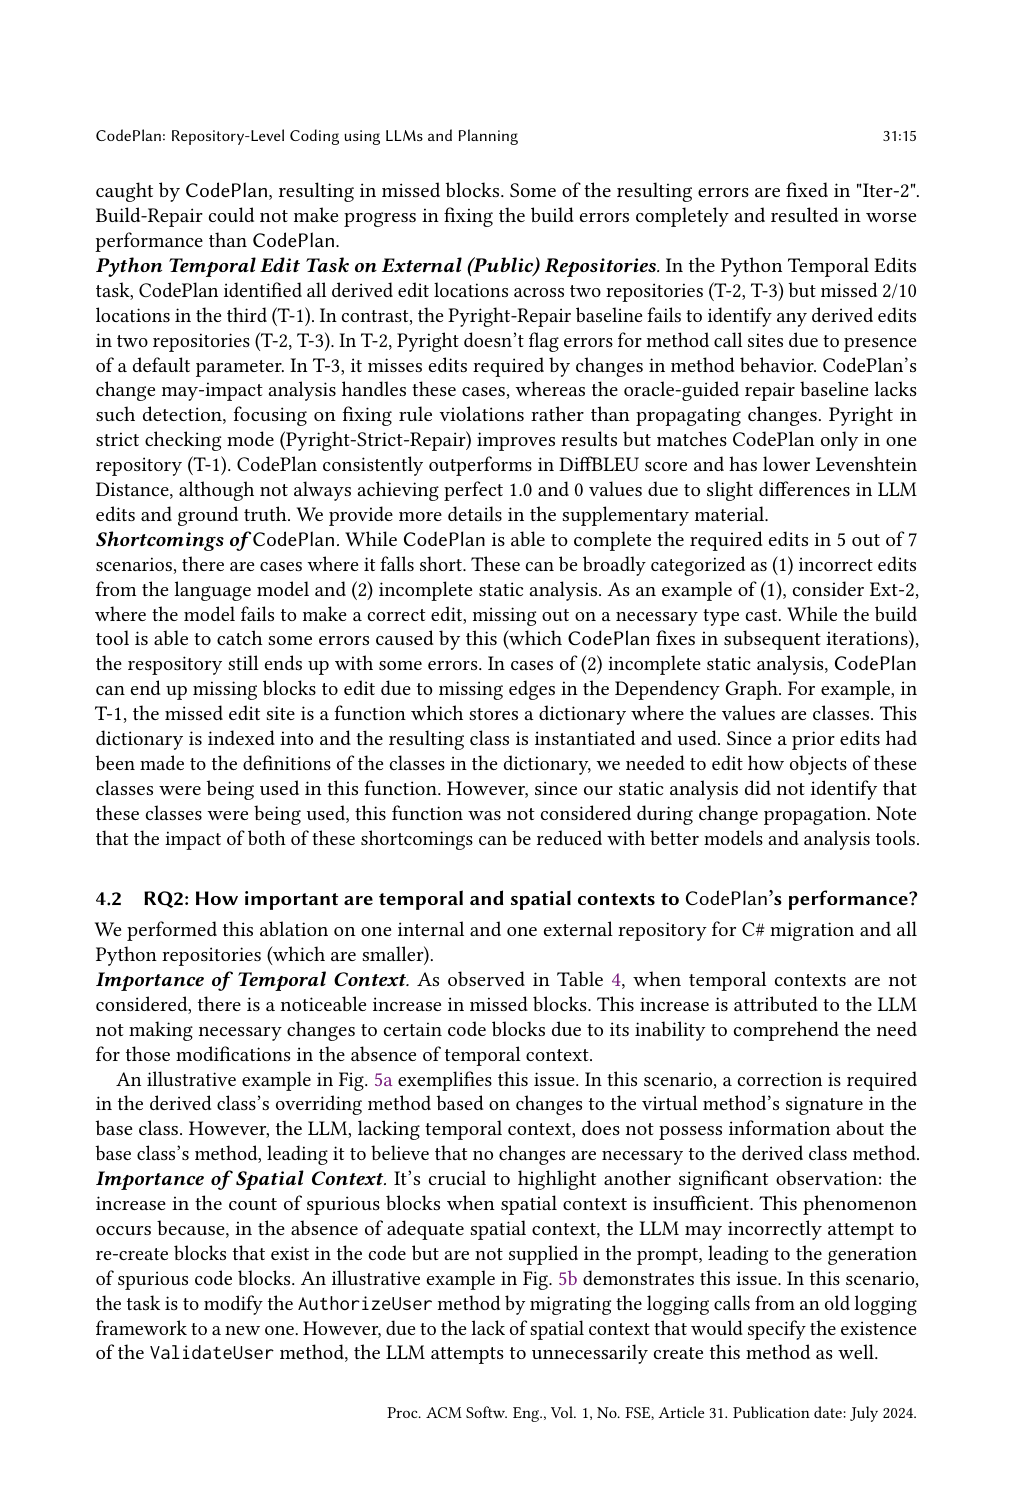 CodePlan: Repository-Level Coding using LLMs and Planning 31:15
caught by CodePlan, resulting in missed blocks. Some of the resulting errors are fixed in "Iter-2".
Build-Repair could not make progress in fixing the build errors completely and resulted in worse
performance than CodePlan.
Python Temporal Edit Task on External (Public) Repositories. In the Python Temporal Edits
task, CodePlan identified all derived edit locations across two repositories (T-2, T-3) but missed 2/10
locations in the third (T-1). In contrast, the Pyright-Repair baseline fails to identify any derived edits
in two repositories (T-2, T-3). In T-2, Pyright doesn't flag errors for method call sites due to presence
of a default parameter. In T-3, it misses edits required by changes in method behavior. CodePlan's
change may-impact analysis handles these cases, whereas the oracle-guided repair baseline lacks
such detection, focusing on fixing rule violations rather than propagating changes. Pyright in
strict checking mode (Pyright-Strict-Repair) improves results but matches CodePlan only in one
repository (T-1). CodePlan consistently outperforms in DiffBLEU score and has lower Levenshtein
Distance, although not always achieving perfect 1.0 and 0 values due to slight differences in LLM
edits and ground truth. We provide more details in the supplementary material.
Shortcomings of CodePlan. While CodePlan is able to complete the required edits in 5 out of 7
scenarios, there are cases where it falls short. These can be broadly categorized as (1) incorrect edits
from the language model and (2) incomplete static analysis. As an example of (1), consider Ext-2,
where the model fails to make a correct edit, missing out on a necessary type cast. While the build
tool is able to catch some errors caused by this (which CodePlan fixes in subsequent iterations),
the respository still ends up with some errors. In cases of (2) incomplete static analysis, CodePlan
can end up missing blocks to edit due to missing edges in the Dependency Graph. For example, in
T-1, the missed edit site is a function which stores a dictionary where the values are classes. This
dictionary is indexed into and the resulting class is instantiated and used. Since a prior edits had
been made to the definitions of the classes in the dictionary, we needed to edit how objects of these
classes were being used in this function. However, since our static analysis did not identify that
these classes were being used, this function was not considered during change propagation. Note
that the impact of both of these shortcomings can be reduced with better models and analysis tools.
4.2 RQ2: How important are temporal and spatial contexts to CodePlan's performance?
We performed this ablation on one internal and one external repository for C# migration and all
Python repositories (which are smaller).
Importance of Temporal Context. As observed in Table 4, when temporal contexts are not
considered, there is a noticeable increase in missed blocks. This increase is attributed to the LLM
not making necessary changes to certain code blocks due to its inability to comprehend the need
for those modifications in the absence of temporal context.
An illustrative example in Fig. 5a exemplifies this issue. In this scenario, a correction is required
in the derived class's overriding method based on changes to the virtual method's signature in the
base class. However, the LLM, lacking temporal context, does not possess information about the
base class's method, leading it to believe that no changes are necessary to the derived class method.
Importance of Spatial Context. It's crucial to highlight another significant observation: the
increase in the count of spurious blocks when spatial context is insufficient. This phenomenon
occurs because, in the absence of adequate spatial context, the LLM may incorrectly attempt to
re-create blocks that exist in the code but are not supplied in the prompt, leading to the generation
of spurious code blocks. An illustrative example in Fig. 5b demonstrates this issue. In this scenario,
the task is to modify the AuthorizeUser method by migrating the logging calls from an old logging
framework to a new one. However, due to the lack of spatial context that would specify the existence
of the ValidateUser method, the LLM attempts to unnecessarily create this method as well.
Proc. ACM Softw. Eng., Vol. 1, No. FSE, Article 31. Publication date: July 2024.